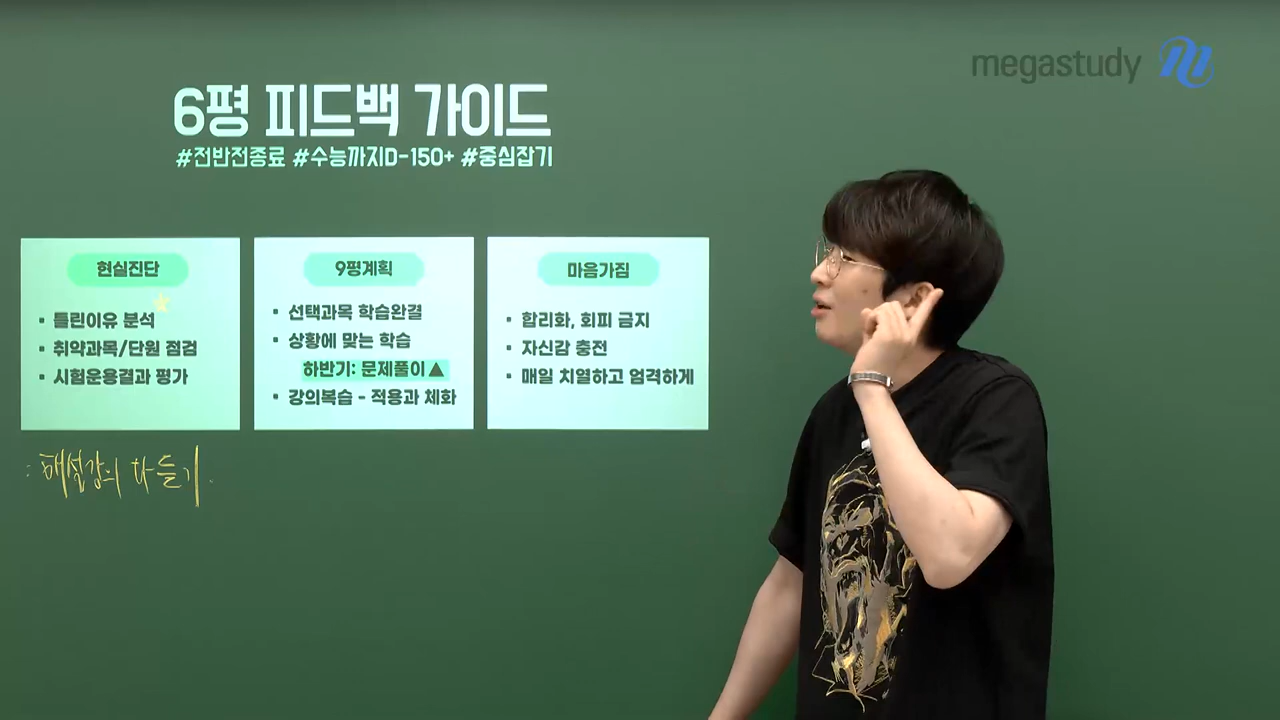 megastudy
6평 피드백 가이드
#전반전종료 #수능까지D-150+ #중심잡기
현실진단
▪ 틀린이유 분석
▪ 취약과목/단원 점검
▪ 시험운용결과 평가
9평계획
▪ 선택과목 학습완결
▪ 상황에 맞는 학습
하반기: 문제풀이▲
▪ 강의복습 - 적용과 체화
마음가짐
▪ 합리화, 회피 금지
▪ 자신감 충전
▪ 매일 치열하고 엄격하게
: 해설강의 다 듣기.